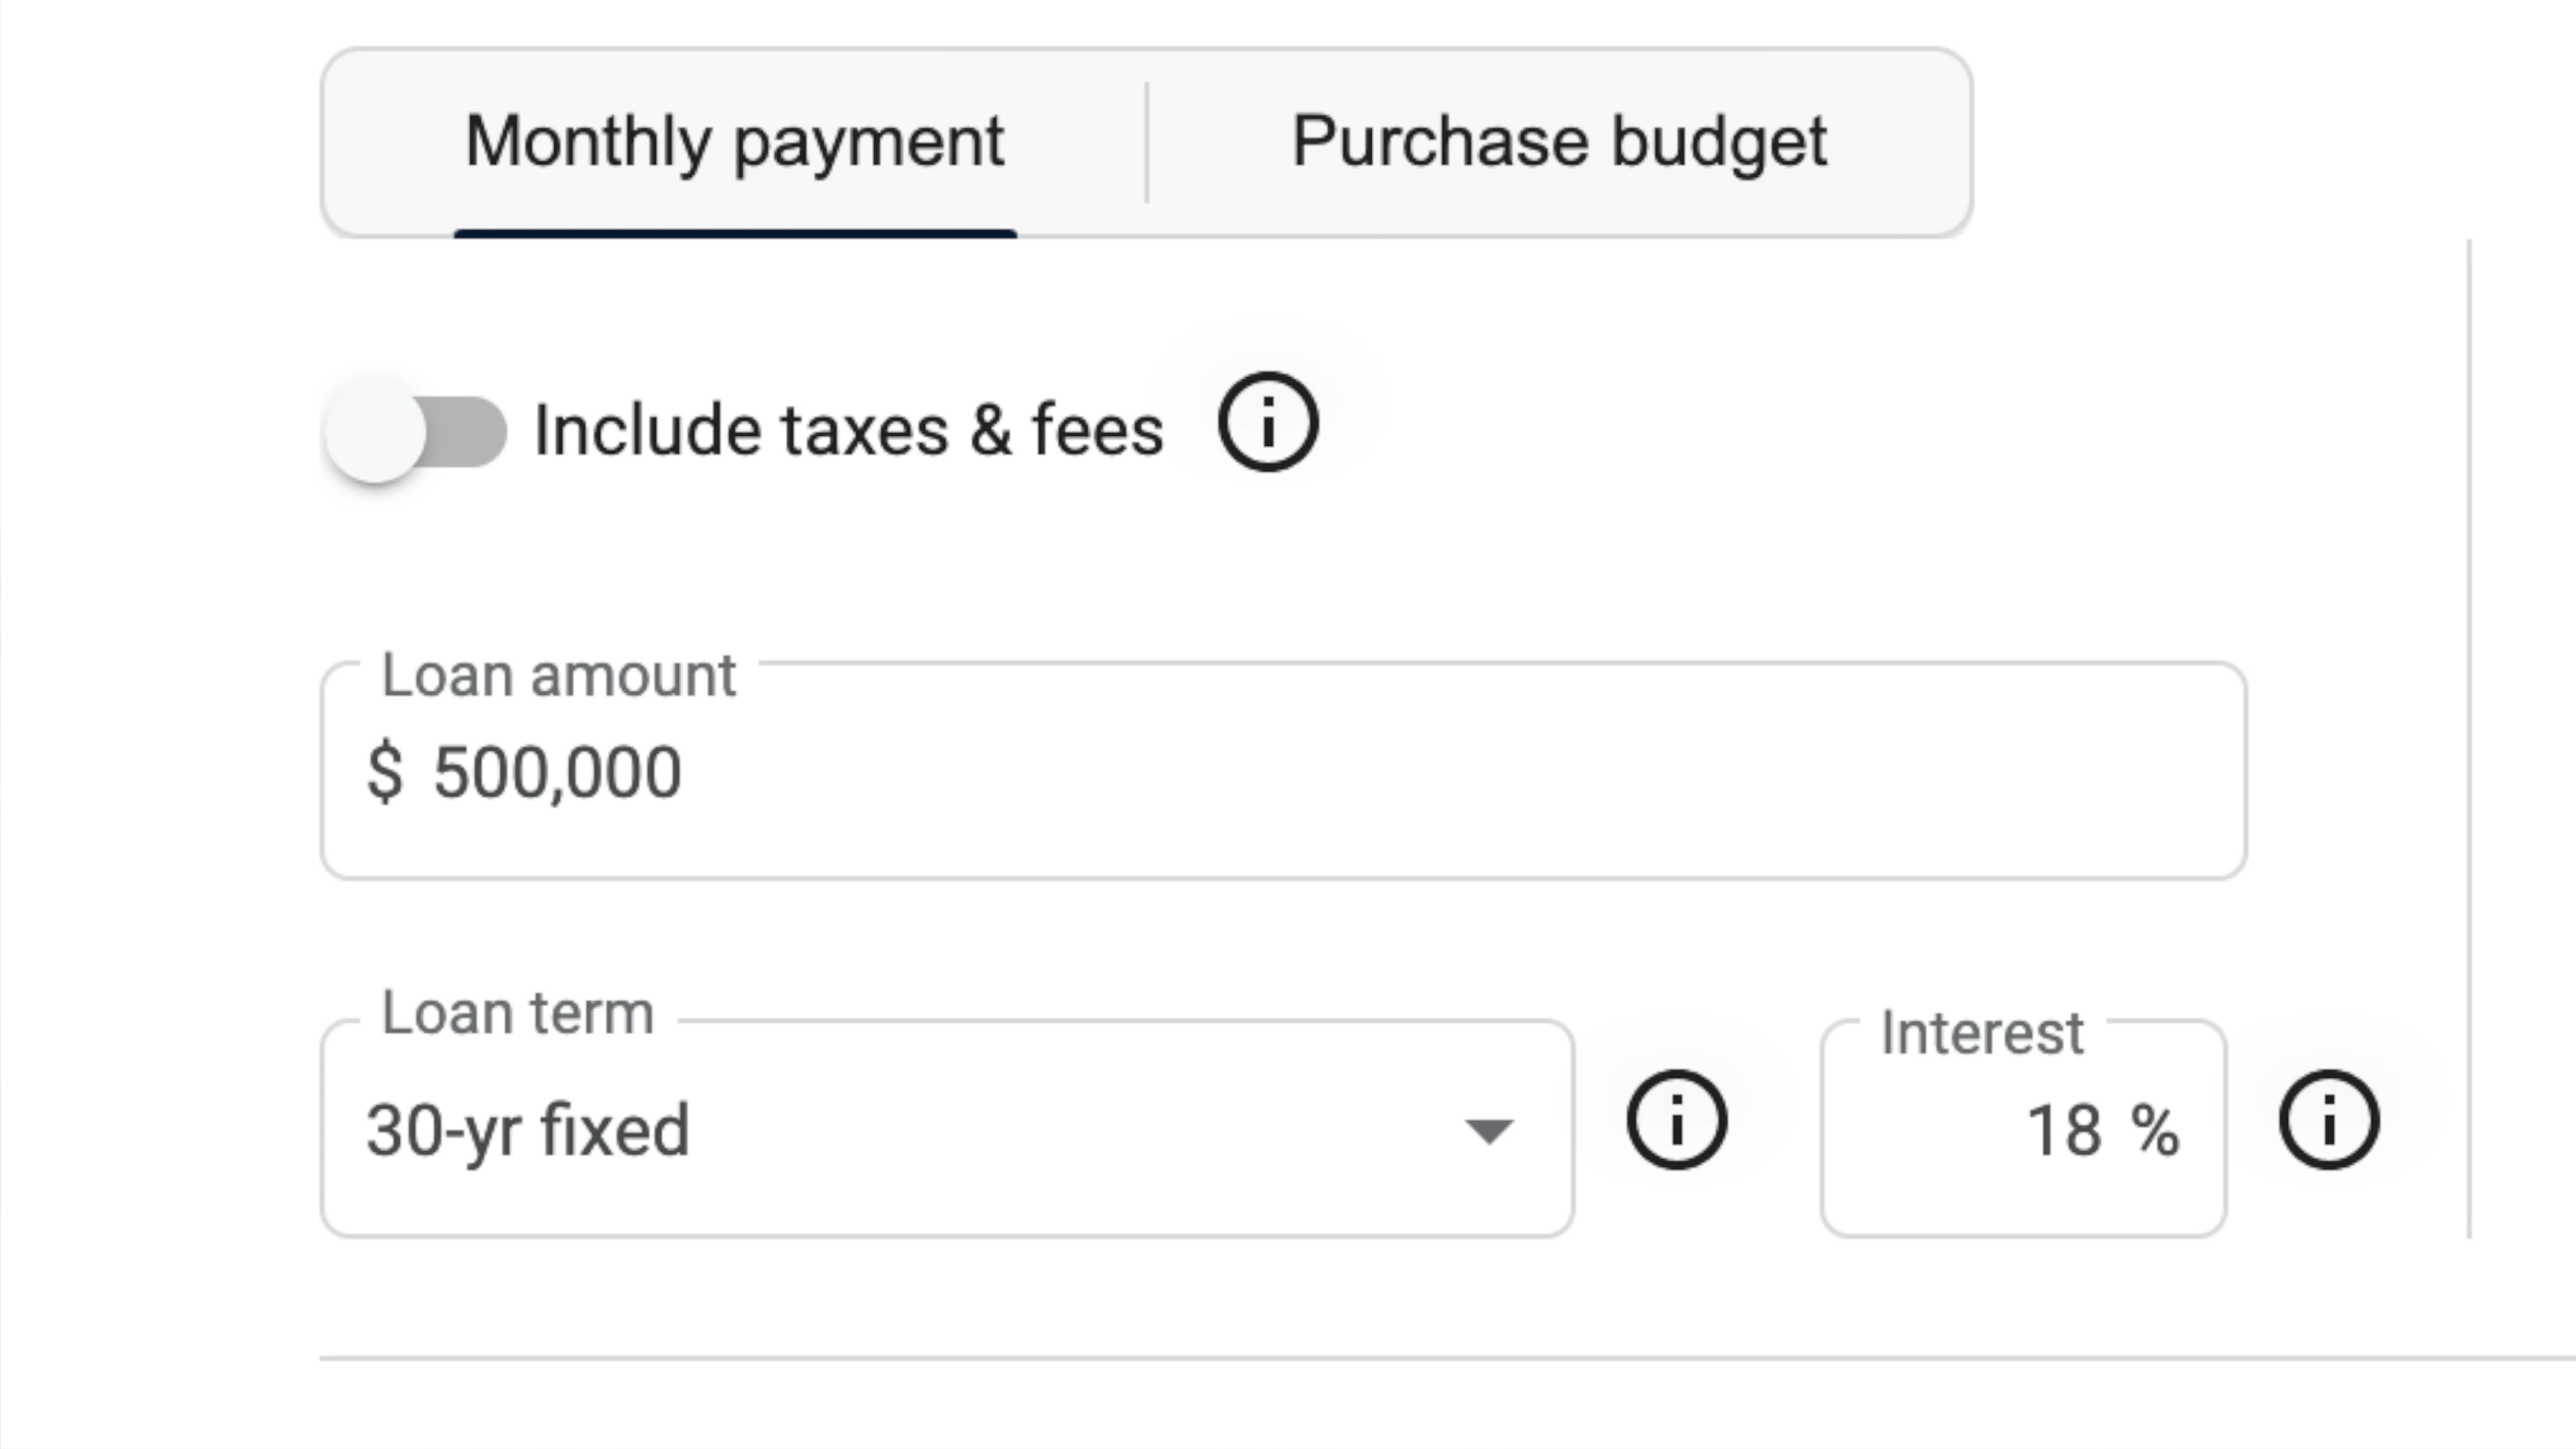 Monthly payment
Purchase budget
Include taxes & fees
Loan amount
$ 500,000
Loan term
30-yr fixed
Interest
18 %